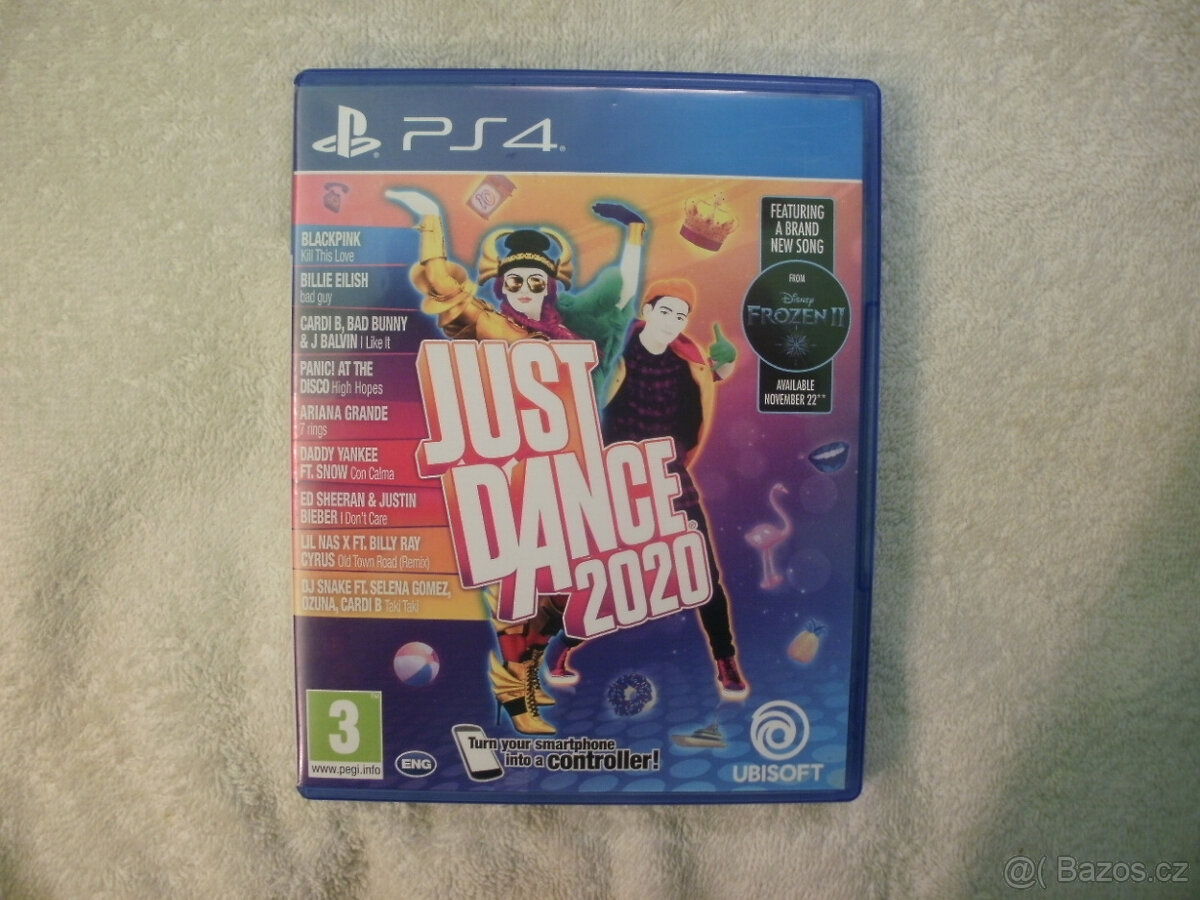 PS4
BLACKPINK
Kill This Love
BILLIE EILISH
bad guy
CARDI B, BAD BUNNY
& J BALVIN I Like It
PANIC! AT THE
DISCO High Hopes
ARIANA GRANDE
7 rings
DADDY YANKEE
FT. SNOW Con Calma
ED SHEERAN & JUSTIN
BIEBER I Don't Care
LIL NAS X FT. BILLY RAY
CYRUS Old Town Road (Remix)
DJ SNAKE FT. SELENA GOMEZ,
OZUNA, CARDI B Taki Taki
JUST
DANCE®
2020
FEATURING
A BRAND
NEW SONG
FROM
Disney
FROZEN II
AVAILABLE
NOVEMBER 22**
3
www.pegi.info
ENG
Turn your smartphone
into a controller!
UBISOFT
@( Bazos.cz